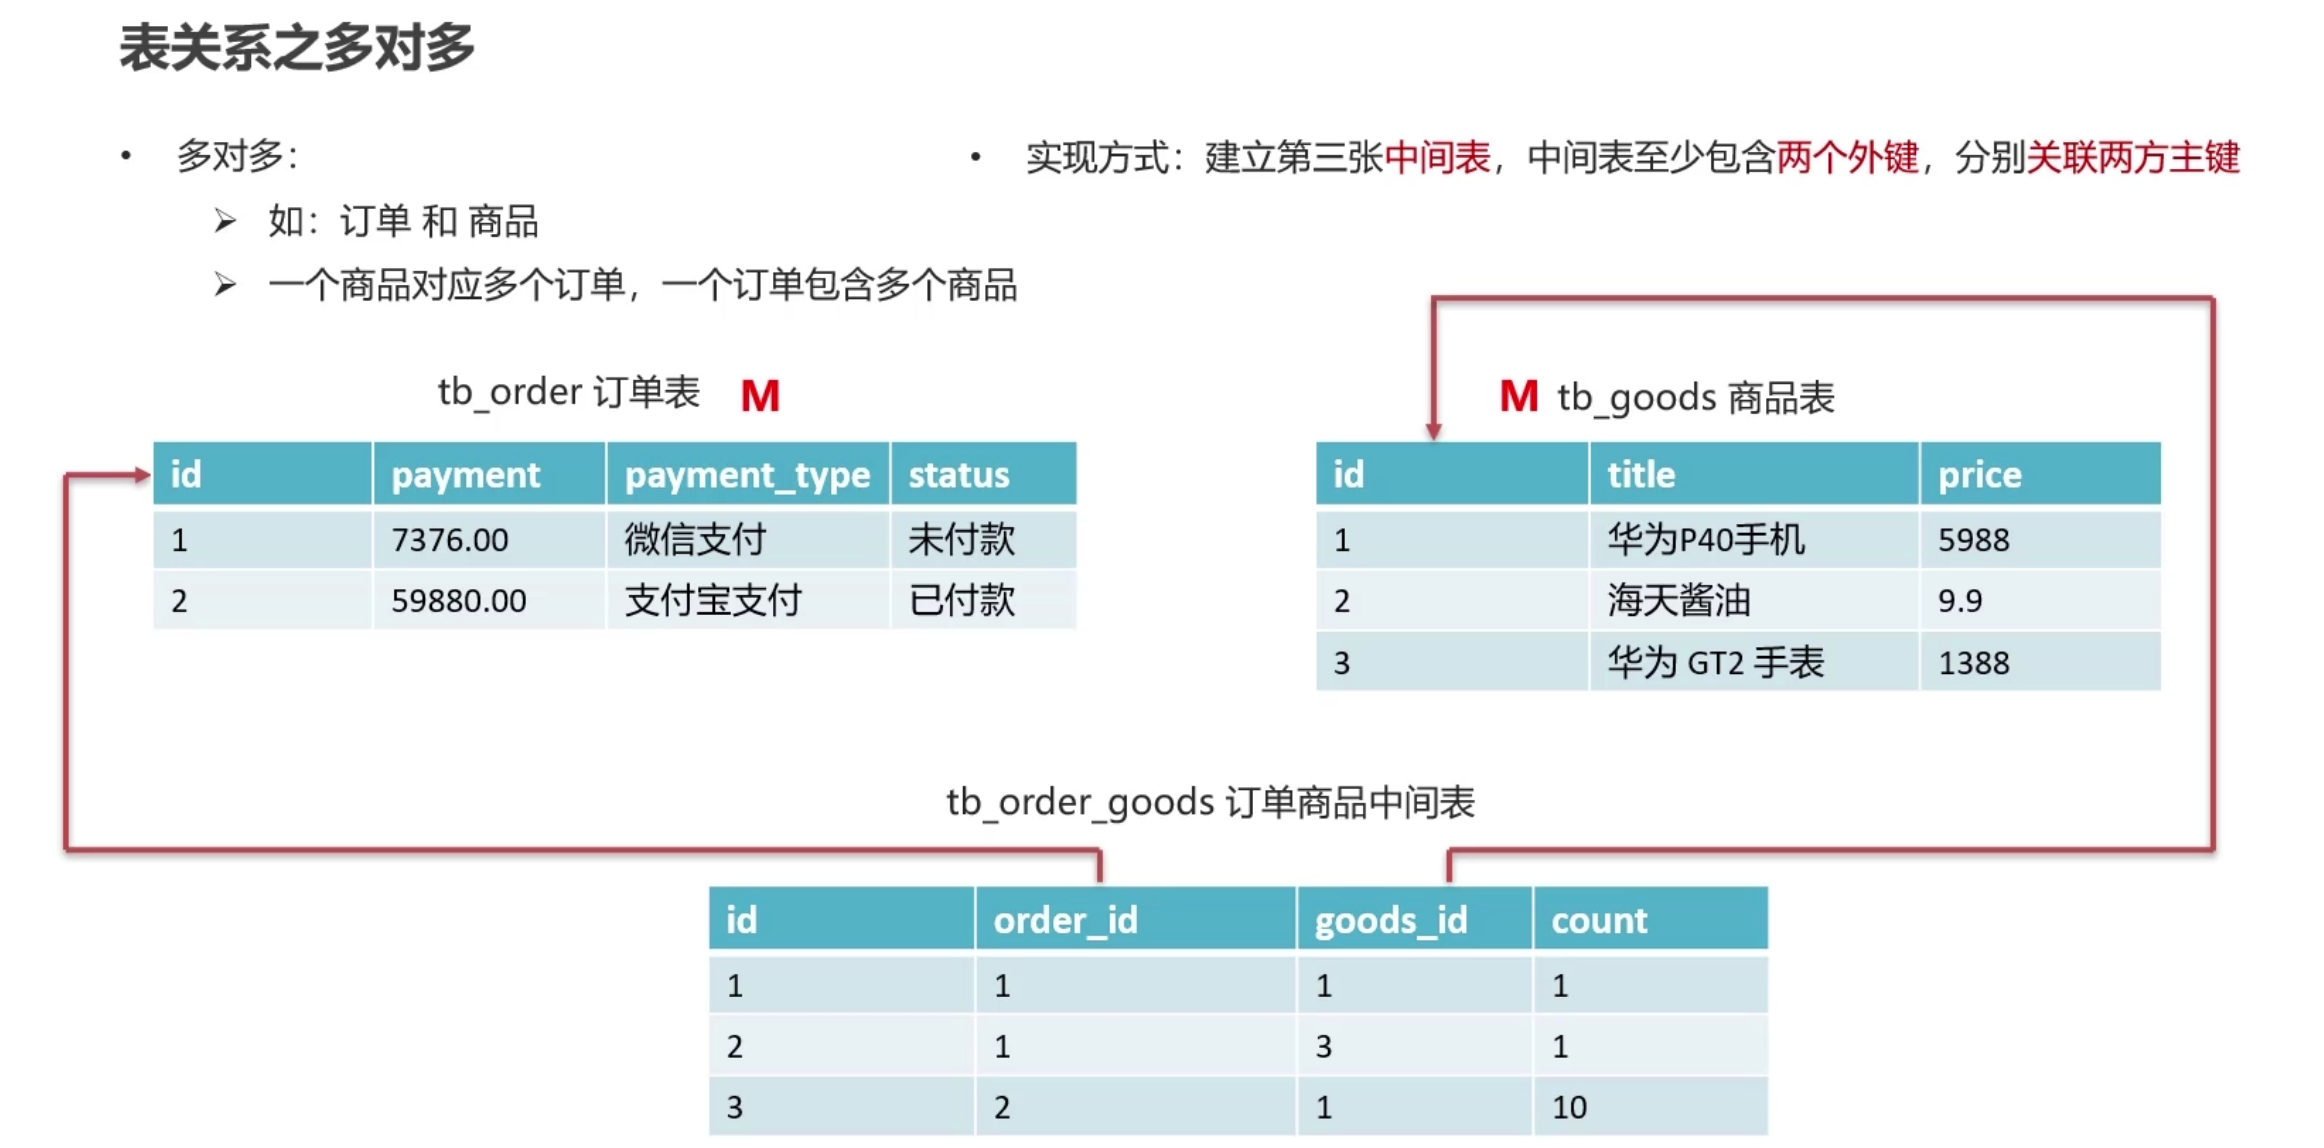 表关系之多对多
• 多对多：
➢ 如：订单 和 商品
➢ 一个商品对应多个订单，一个订单包含多个商品
• 实现方式：建立第三张中间表，中间表至少包含两个外键，分别关联两方主键
tb_order 订单表 M
id payment payment_type status
1 7376.00 微信支付 未付款
2 59880.00 支付宝支付 已付款
M tb_goods 商品表
id title price
1 华为P40手机 5988
2 海天酱油 9.9
3 华为 GT2 手表 1388
tb_order_goods 订单商品中间表
id order_id goods_id count
1 1 1 1
2 1 3 1
3 2 1 10